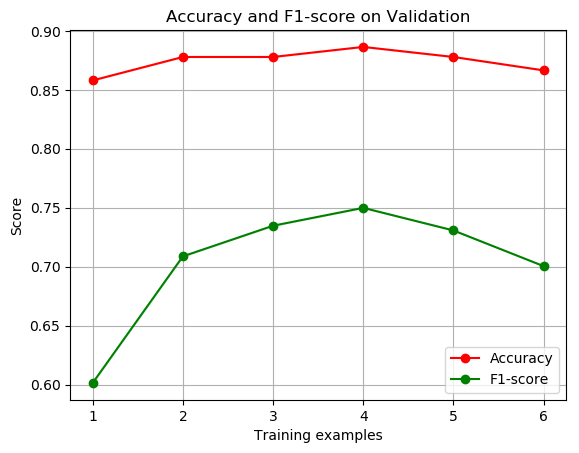 Accuracy and F1-score on Validation
0.90
0.85
0.80
0.75
0.70
0.65
0.60
Score
1 2 3 4 5 6
Training examples
Accuracy
F1-score